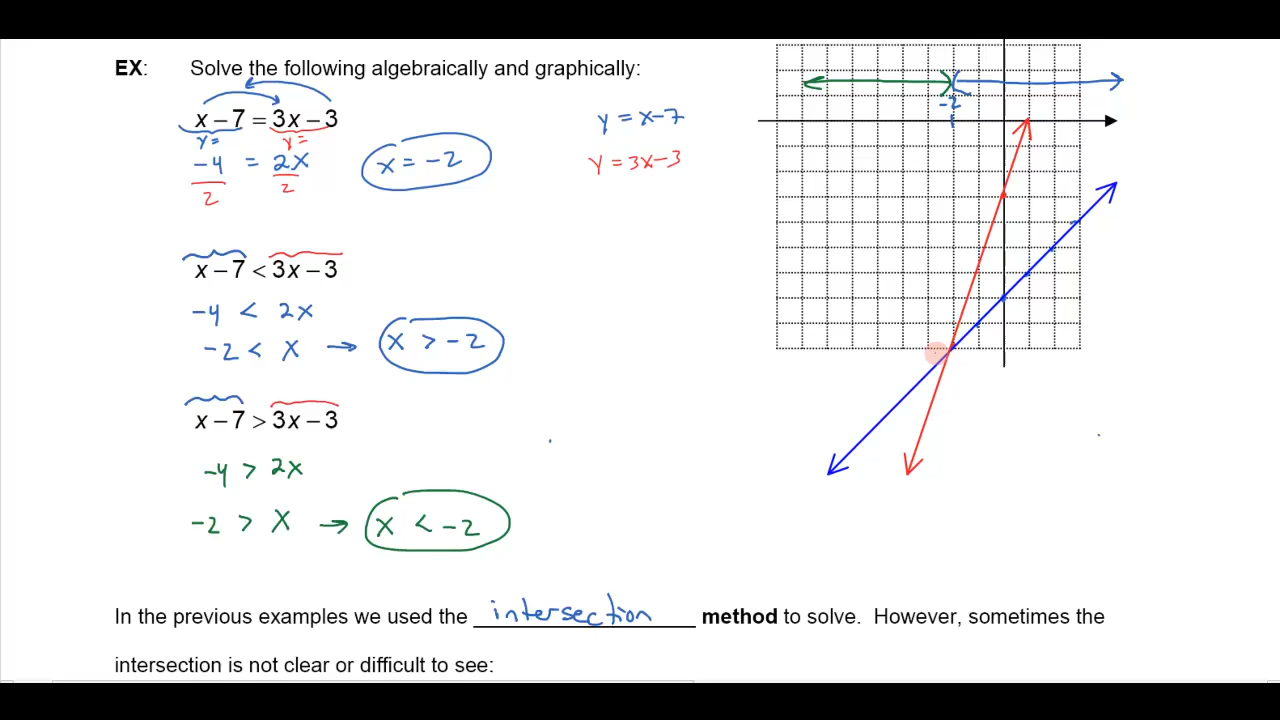 EX: Solve the following algebraically and graphically:
x − 7 = 3x − 3
y = y =
-4 = 2x
2 2
x = -2
y = x-7
y = 3x-3
-2
x − 7 < 3x − 3
-4 < 2x
-2 < x → x > -2
x − 7 > 3x − 3
-4 > 2x
-2 > x → x < -2
In the previous examples we used the intersection method to solve. However, sometimes the
intersection is not clear or difficult to see: